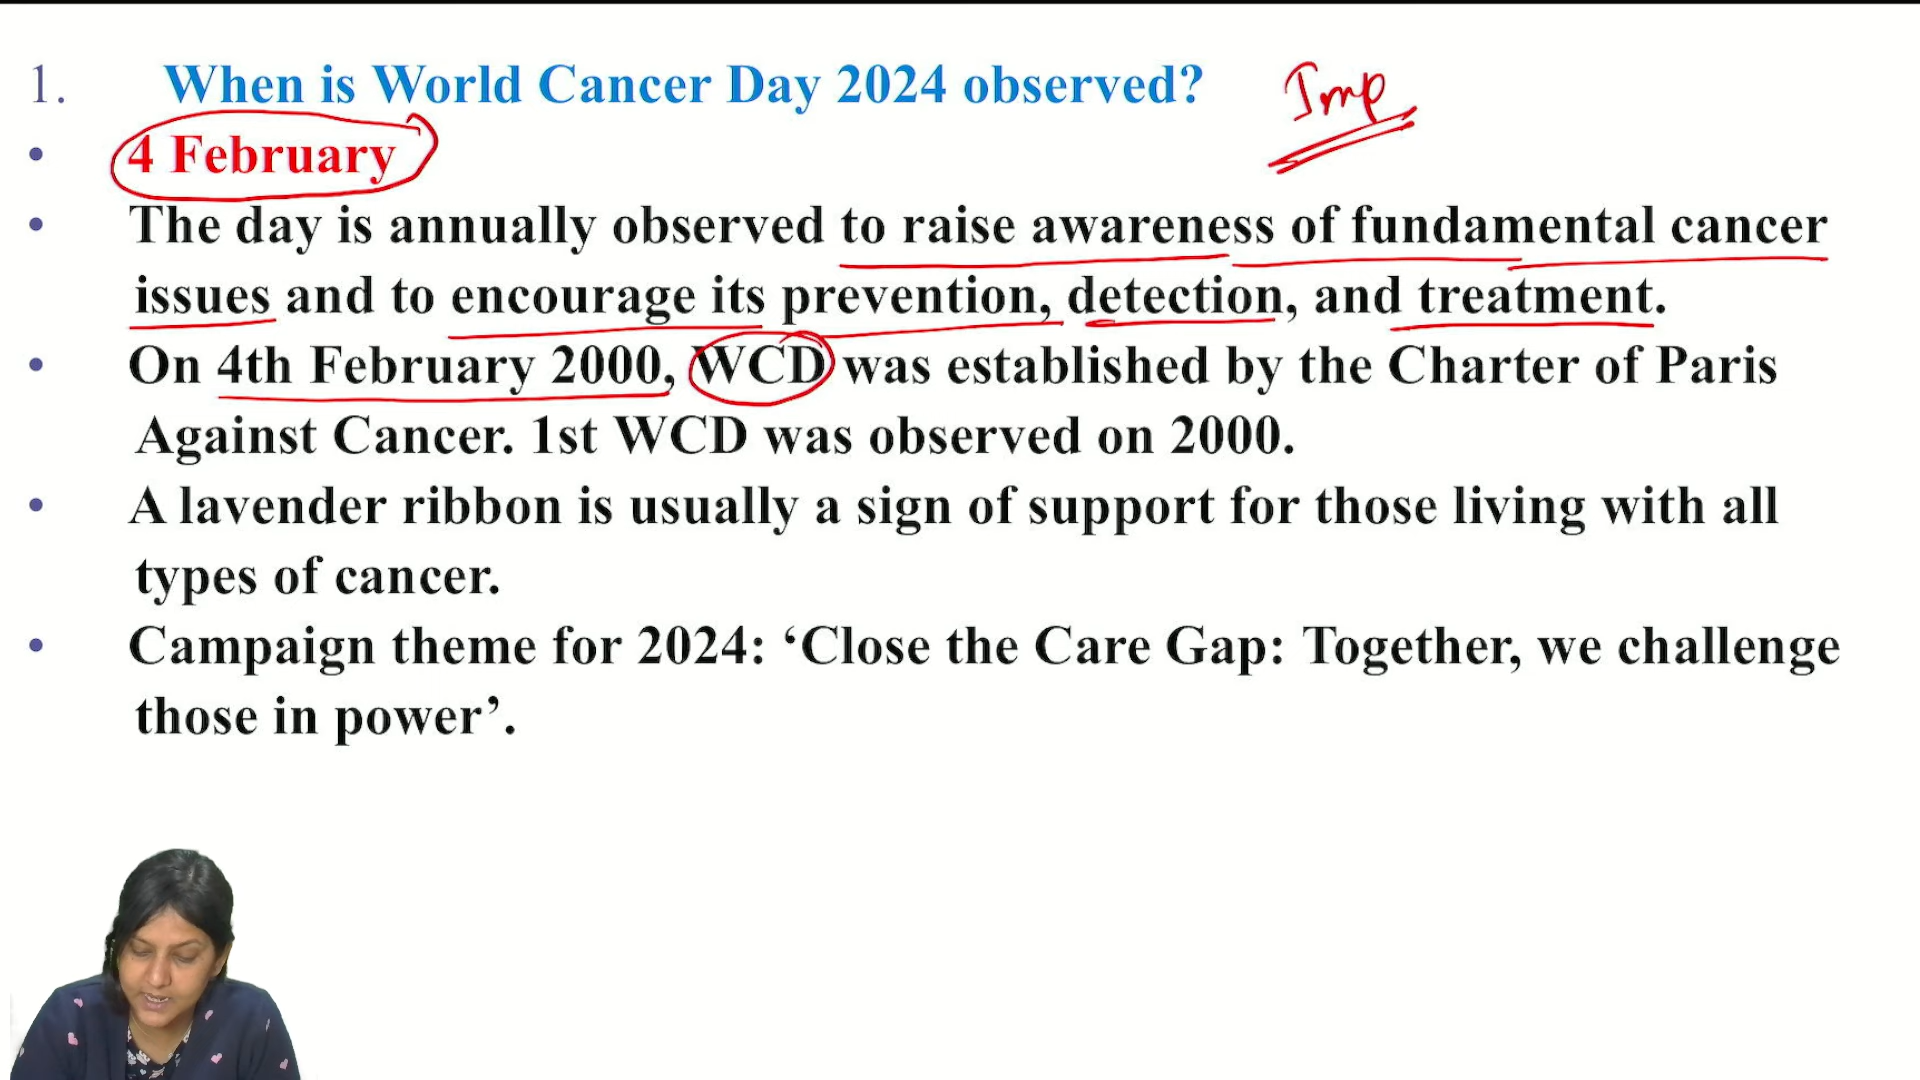 1. When is World Cancer Day 2024 observed? Imp
• 4 February
• The day is annually observed to raise awareness of fundamental cancer
issues and to encourage its prevention, detection, and treatment.
• On 4th February 2000, WCD was established by the Charter of Paris
Against Cancer. 1st WCD was observed on 2000.
• A lavender ribbon is usually a sign of support for those living with all
types of cancer.
• Campaign theme for 2024: ‘Close the Care Gap: Together, we challenge
those in power’.